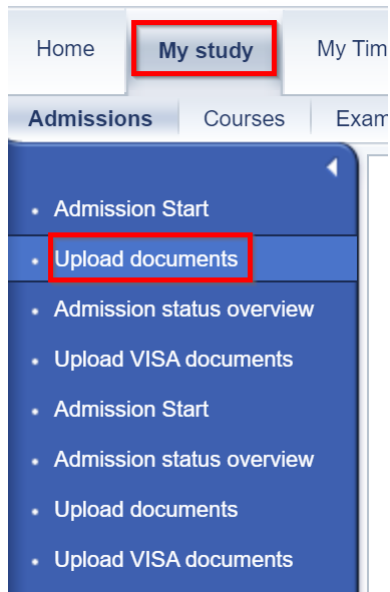 Home My study My Tim
Admissions Courses Exam
Admission Start
Upload documents
Admission status overview
Upload VISA documents
Admission Start
Admission status overview
Upload documents
Upload VISA documents